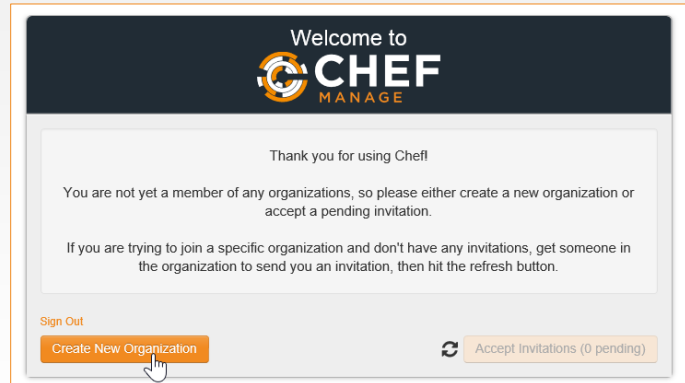 Welcome to
CHEF
MANAGE
Thank you for using Chef!
You are not yet a member of any organizations, so please either create a new organization or
accept a pending invitation.
If you are trying to join a specific organization and don't have any invitations, get someone in
the organization to send you an invitation, then hit the refresh button.
Sign Out
Create New Organization
Accept Invitations (0 pending)